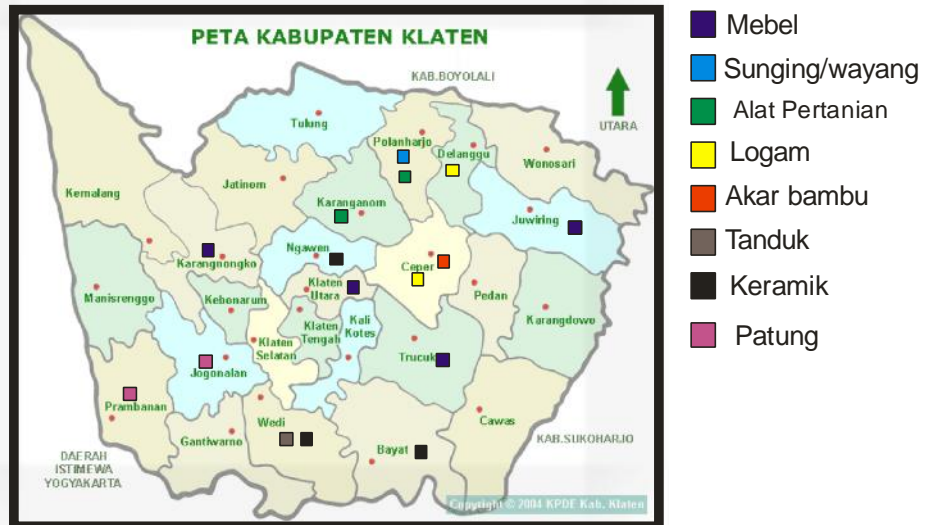 PETA KABUPATEN KLATEN
KAB.BOYOLALI
UTARA
Tulung
Polanharjo
Delanggu
Wonosari
Kemalang
Jatinom
Karanganom
Juwiring
Karangnongko
Ngawen
Ceper
Manisrenggo
Kebonarum
Klaten
Utara
Pedan
Karangdowo
Klaten
Tengah
Kali
Kotes
Klaten
Selatan
Trucuk
Jogonalan
Prambanan
Gantiwarno
Wedi
Bayat
Cawas
KAB.SUKOHARJO
DAERAH
ISTIMEWA
YOGYAKARTA
Copyright © 2004 KPDE Kab. Klaten
Mebel
Sunging/wayang
Alat Pertanian
Logam
Akar bambu
Tanduk
Keramik
Patung